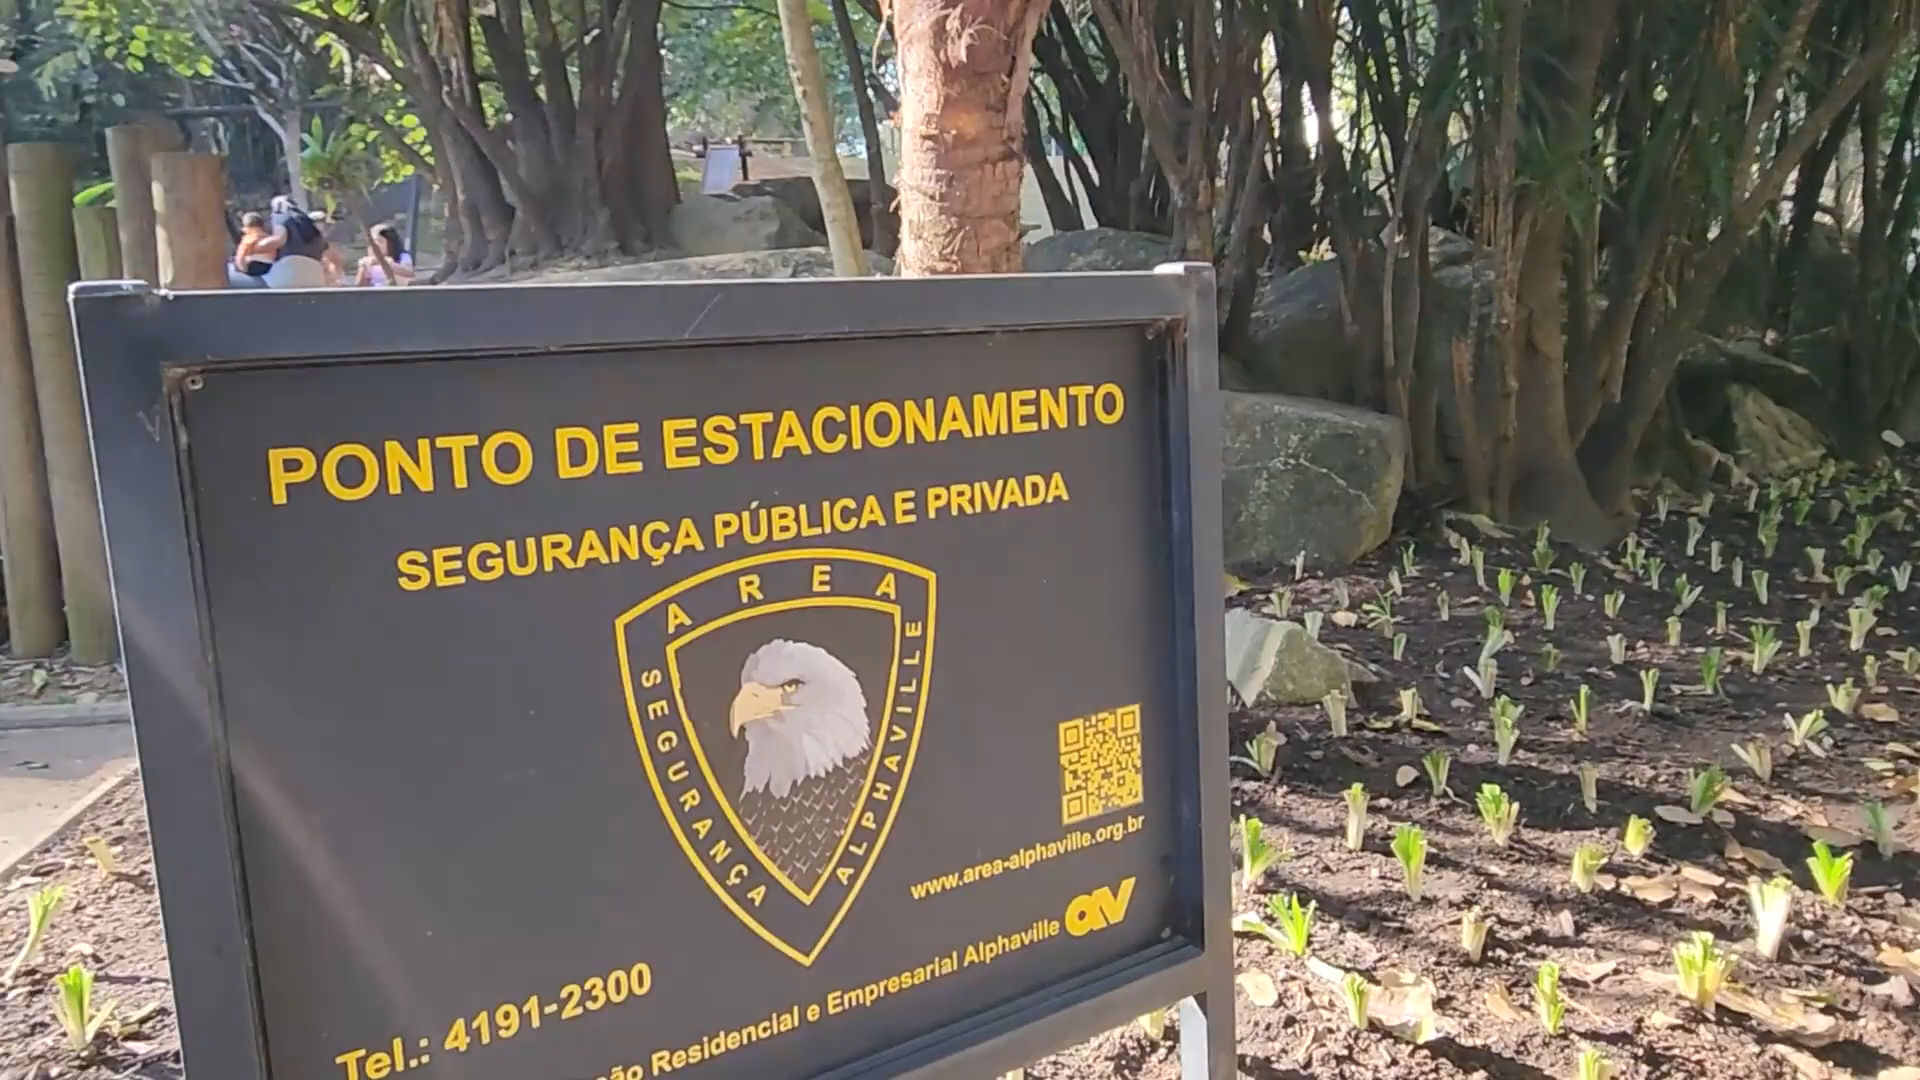 PONTO DE ESTACIONAMENTO
SEGURANÇA PÚBLICA E PRIVADA
AREA
SEGURANÇA
ALPHAVILLE
www.area-alphaville.org.br
Tel.: 4191-2300
Residencial e Empresarial Alphaville